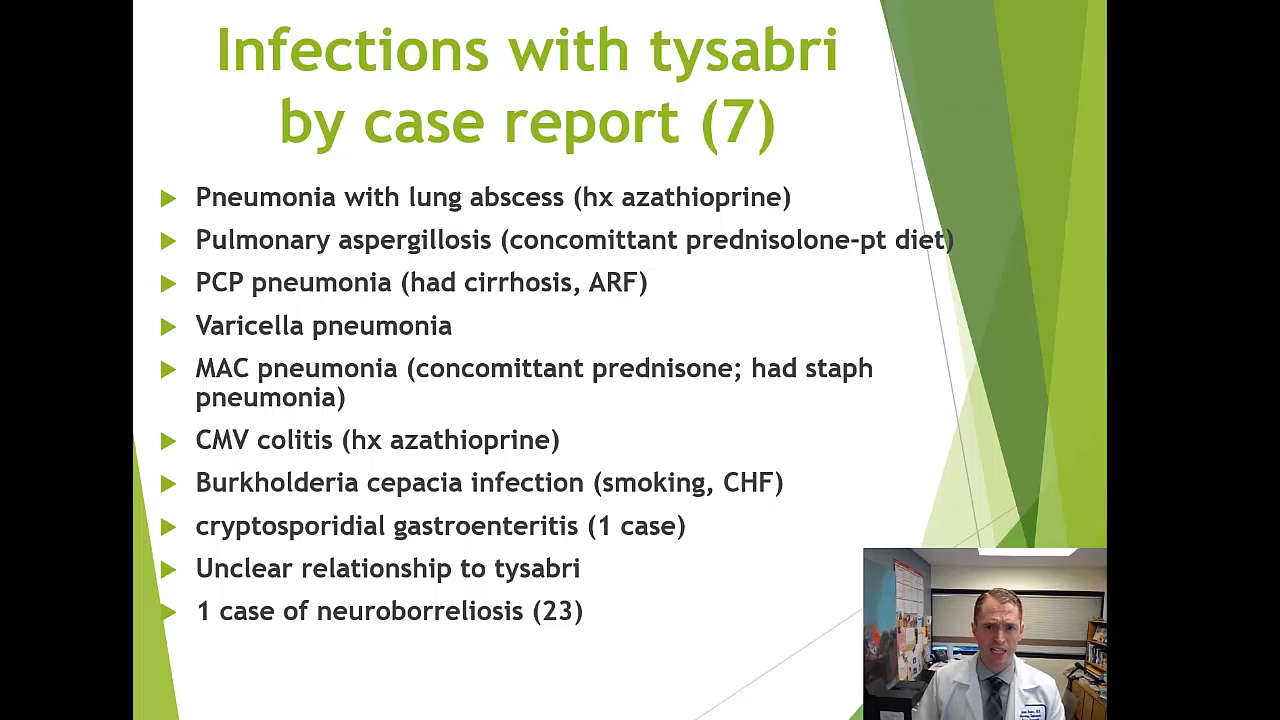 Infections with tysabri
by case report (7)
Pneumonia with lung abscess (hx azathioprine)
Pulmonary aspergillosis (concomittant prednisolone-pt diet)
PCP pneumonia (had cirrhosis, ARF)
Varicella pneumonia
MAC pneumonia (concomittant prednisone; had staph
pneumonia)
CMV colitis (hx azathioprine)
Burkholderia cepacia infection (smoking, CHF)
cryptosporidial gastroenteritis (1 case)
Unclear relationship to tysabri
1 case of neuroborreliosis (23)